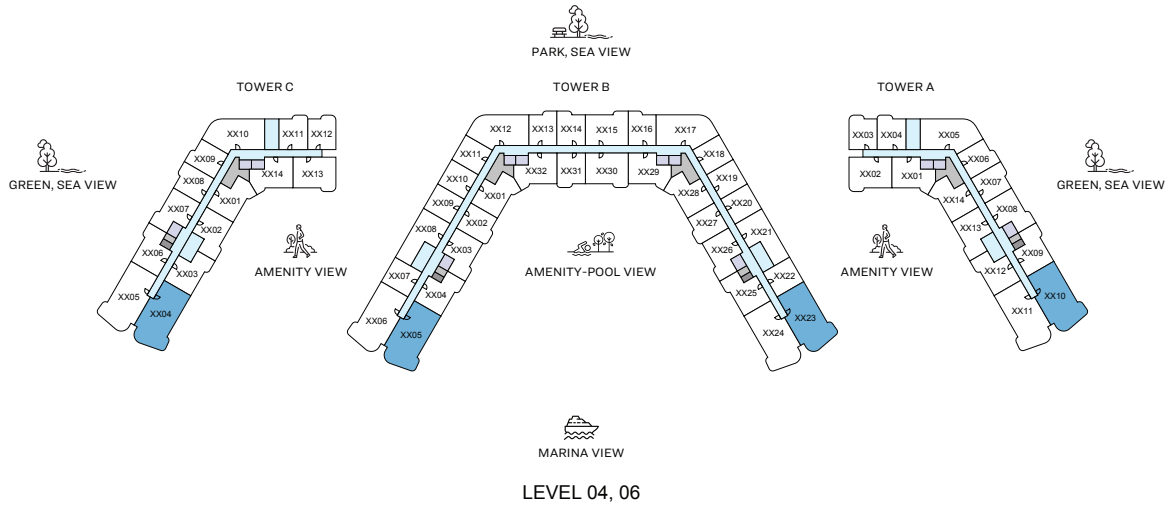 PARK, SEA VIEW
TOWER C
TOWER B
TOWER A
XX10
XX11
XX12
XX09
XX08
XX01
XX14
XX13
XX07
XX02
XX06
XX03
XX05
XX04
XX12
XX13
XX14
XX15
XX16
XX17
XX11
XX32
XX31
XX30
XX29
XX18
XX10
XX01
XX28
XX19
XX09
XX02
XX27
XX20
XX08
XX03
XX26
XX21
XX07
XX04
XX25
XX22
XX06
XX05
XX24
XX23
XX03
XX04
XX05
XX02
XX01
XX06
XX14
XX07
XX13
XX08
XX12
XX09
XX11
XX10
GREEN, SEA VIEW
GREEN, SEA VIEW
AMENITY VIEW
AMENITY-POOL VIEW
AMENITY VIEW
MARINA VIEW
LEVEL 04, 06